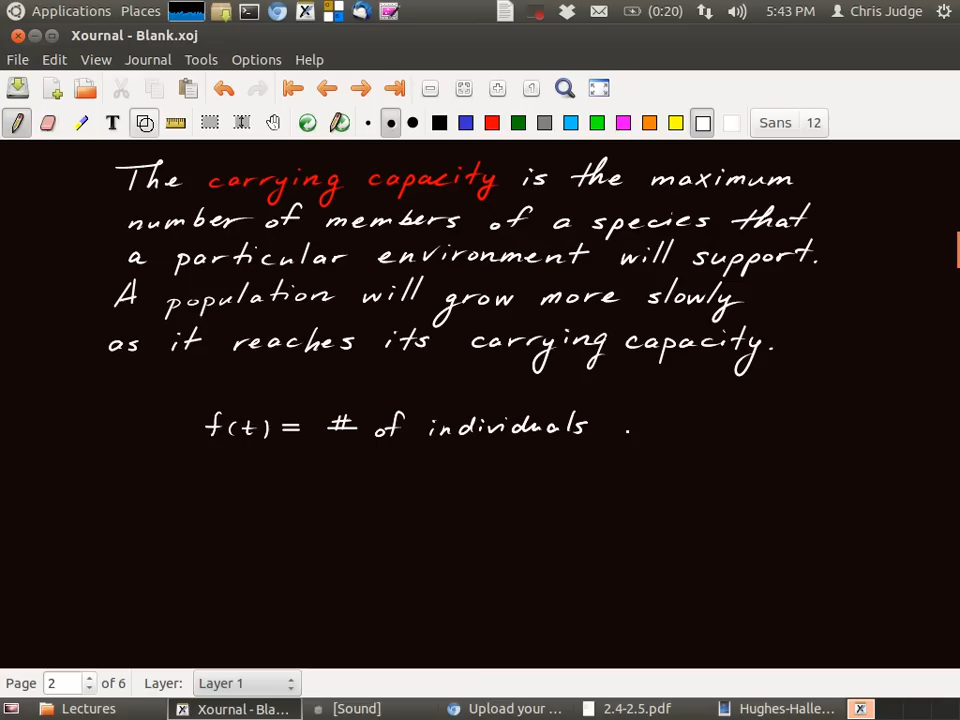 Applications Places (0:20) 5:43 PM Chris Judge
Xournal - Blank.xoj
File Edit View Journal Tools Options Help
T Sans 12
The carrying capacity is the maximum
number of members of a species that
a particular environment will support.
A population will grow more slowly
as it reaches its carrying capacity.
f(t) = # of individuals .
Page 2 of 6 Layer: Layer 1
Lectures Xournal - Bla... [Sound] Upload your ... 2.4-2.5.pdf Hughes-Halle...